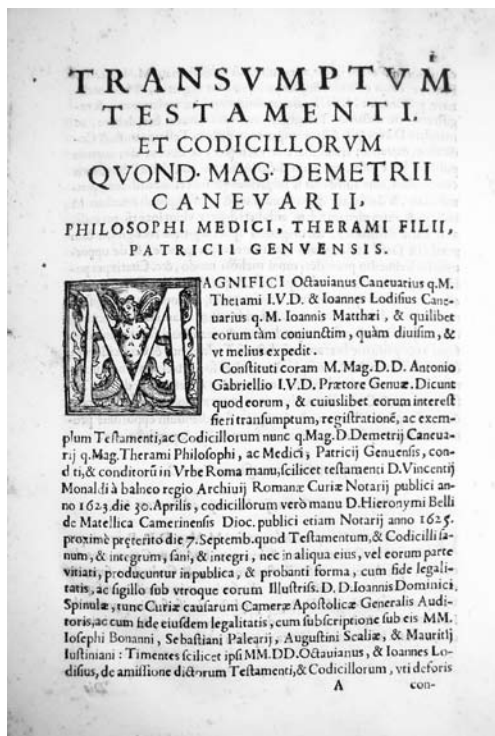 TRANSVMPTVM
TESTAMENTI,
ET CODICILLORVM
QVOND· MAG· DEMETRII
CANEVARII,
PHILOSOPHI MEDICI, THERAMI FILII,
PATRICII GENVENSIS.
MAGNIFICI Octauianus Caneuarius q.M.
Therami I.V.D. & Ioannes Lodisius Cane-
uarius q. M. Ioannis Matthæi, & quilibet
eorum tàm coniunctim, quàm diuisim, &
vt melius expedit.
Constituti coram M. Mag. D. D. Antonio
Gabriellio I.V.D. Prætore Genuæ. Dicunt
quod eorum, & cuiuslibet eorum interest
fieri transumptum, registrationē, ac exem-
plum Testamenti, ac Codicillorum nunc q. Mag. D. Demetrij Caneua-
rij q. Mag. Therami Philosophi, ac Medici, Patricij Genuensis, con-
d ti, & conditorū in Vrbe Roma manu, scilicet testamenti D. Vincentij
Monaldi à balneo regio Archiuij Romanæ Curiæ Notarij publici an-
no 1623. die 30. Aprilis, codicillorum verò manu D. Hieronymi Belli
de Matellica Camerinensis Dioc. publici etiam Notarij anno 1625.
proximè præterito die 7. Septemb. quod Testamentum, & Codicilli sa-
num, & integrum, sani, & integri, nec in aliqua eius, vel eorum parte
vitiati, producuntur in publica, & probanti forma, cum fide legali-
tatis, ac sigillo sub vtroque eorum Illustriss. D. D. Ioannis Dominici
Spinulæ, tunc Curiæ causarum Cameræ Apostolicæ Generalis Audi-
toris, ac cum fide eiusdem legalitatis, cum subscriptione sub eis MM.
Iosephi Bonanni, Sebastiani Palearij, Augustini Scaliæ, & Mauritij
Iustiniani : Timentes scilicet ipsi MM. DD. Octauianus, & Ioannes Lo-
disius, de amissione dictorum Testamenti, & Codicillorum, vti deforis
A con-